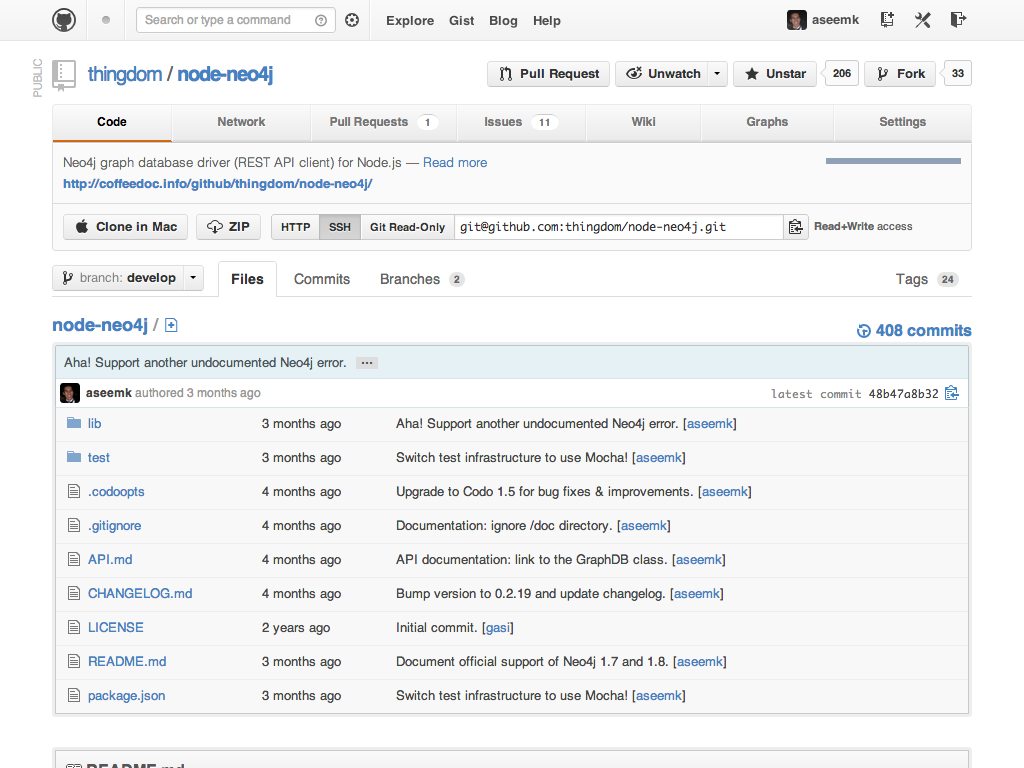 Search or type a command
Explore Gist Blog Help
aseemk
PUBLIC
thingdom / node-neo4j
Pull Request Unwatch Unstar 206 Fork 33
Code Network Pull Requests 1 Issues 11 Wiki Graphs Settings
Neo4j graph database driver (REST API client) for Node.js — Read more
http://coffeedoc.info/github/thingdom/node-neo4j/
Clone in Mac ZIP HTTP SSH Git Read-Only git@github.com:thingdom/node-neo4j.git Read+Write access
branch: develop Files Commits Branches 2 Tags 24
node-neo4j /
408 commits
Aha! Support another undocumented Neo4j error. ...
aseemk authored 3 months ago latest commit 48b47a8b32
lib 3 months ago Aha! Support another undocumented Neo4j error. [aseemk]
test 3 months ago Switch test infrastructure to use Mocha! [aseemk]
.codoopts 4 months ago Upgrade to Codo 1.5 for bug fixes & improvements. [aseemk]
.gitignore 4 months ago Documentation: ignore /doc directory. [aseemk]
API.md 4 months ago API documentation: link to the GraphDB class. [aseemk]
CHANGELOG.md 4 months ago Bump version to 0.2.19 and update changelog. [aseemk]
LICENSE 2 years ago Initial commit. [gasi]
README.md 3 months ago Document official support of Neo4j 1.7 and 1.8. [aseemk]
package.json 3 months ago Switch test infrastructure to use Mocha! [aseemk]
README.md